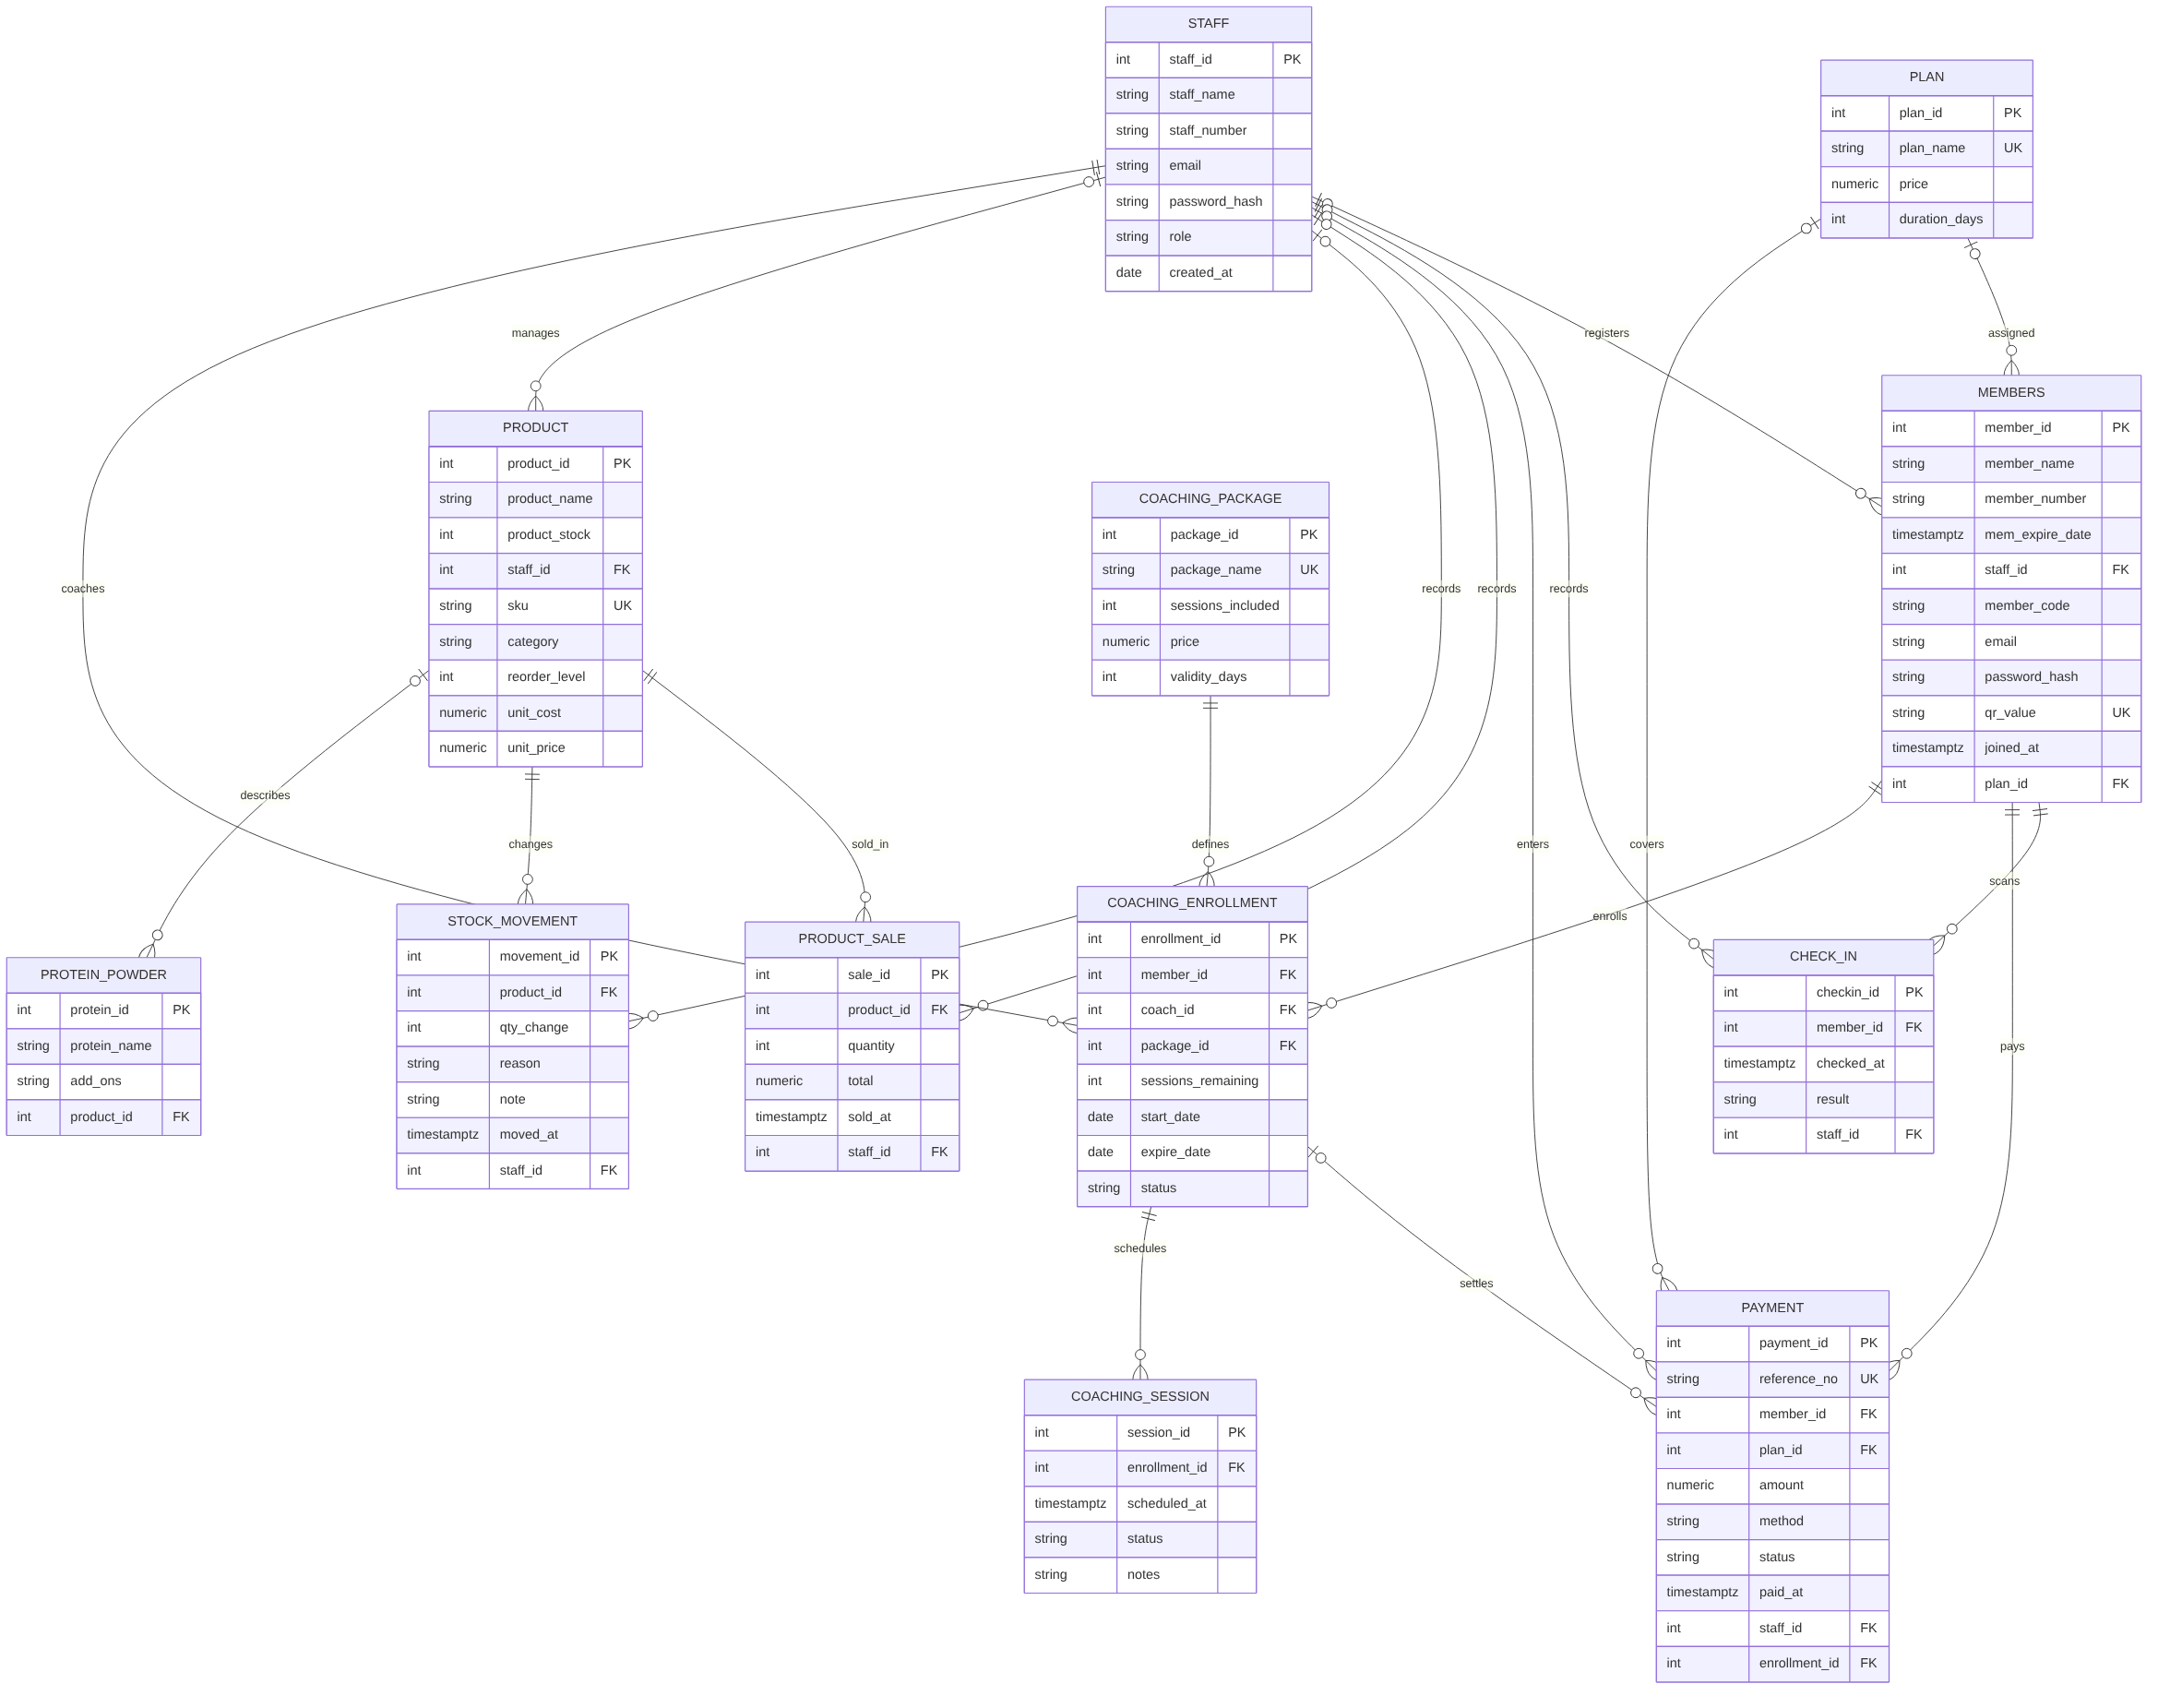 STAFF
int staff_id PK
string staff_name
string staff_number
string email
string password_hash
string role
date created_at
PLAN
int plan_id PK
string plan_name UK
numeric price
int duration_days
manages
registers
assigned
MEMBERS
int member_id PK
string member_name
string member_number
timestamptz mem_expire_date
int staff_id FK
string member_code
string email
string password_hash
string qr_value UK
timestamptz joined_at
int plan_id FK
PRODUCT
int product_id PK
string product_name
int product_stock
int staff_id FK
string sku UK
string category
int reorder_level
numeric unit_cost
numeric unit_price
COACHING_PACKAGE
int package_id PK
string package_name UK
int sessions_included
numeric price
int validity_days
coaches
records
records
records
describes
changes
sold_in
defines
enters
covers
scans
enrolls
pays
PROTEIN_POWDER
int protein_id PK
string protein_name
string add_ons
int product_id FK
STOCK_MOVEMENT
int movement_id PK
int product_id FK
int qty_change
string reason
string note
timestamptz moved_at
int staff_id FK
PRODUCT_SALE
int sale_id PK
int product_id FK
int quantity
numeric total
timestamptz sold_at
int staff_id FK
COACHING_ENROLLMENT
int enrollment_id PK
int member_id FK
int coach_id FK
int package_id FK
int sessions_remaining
date start_date
date expire_date
string status
CHECK_IN
int checkin_id PK
int member_id FK
timestamptz checked_at
string result
int staff_id FK
schedules
settles
COACHING_SESSION
int session_id PK
int enrollment_id FK
timestamptz scheduled_at
string status
string notes
PAYMENT
int payment_id PK
string reference_no UK
int member_id FK
int plan_id FK
numeric amount
string method
string status
timestamptz paid_at
int staff_id FK
int enrollment_id FK